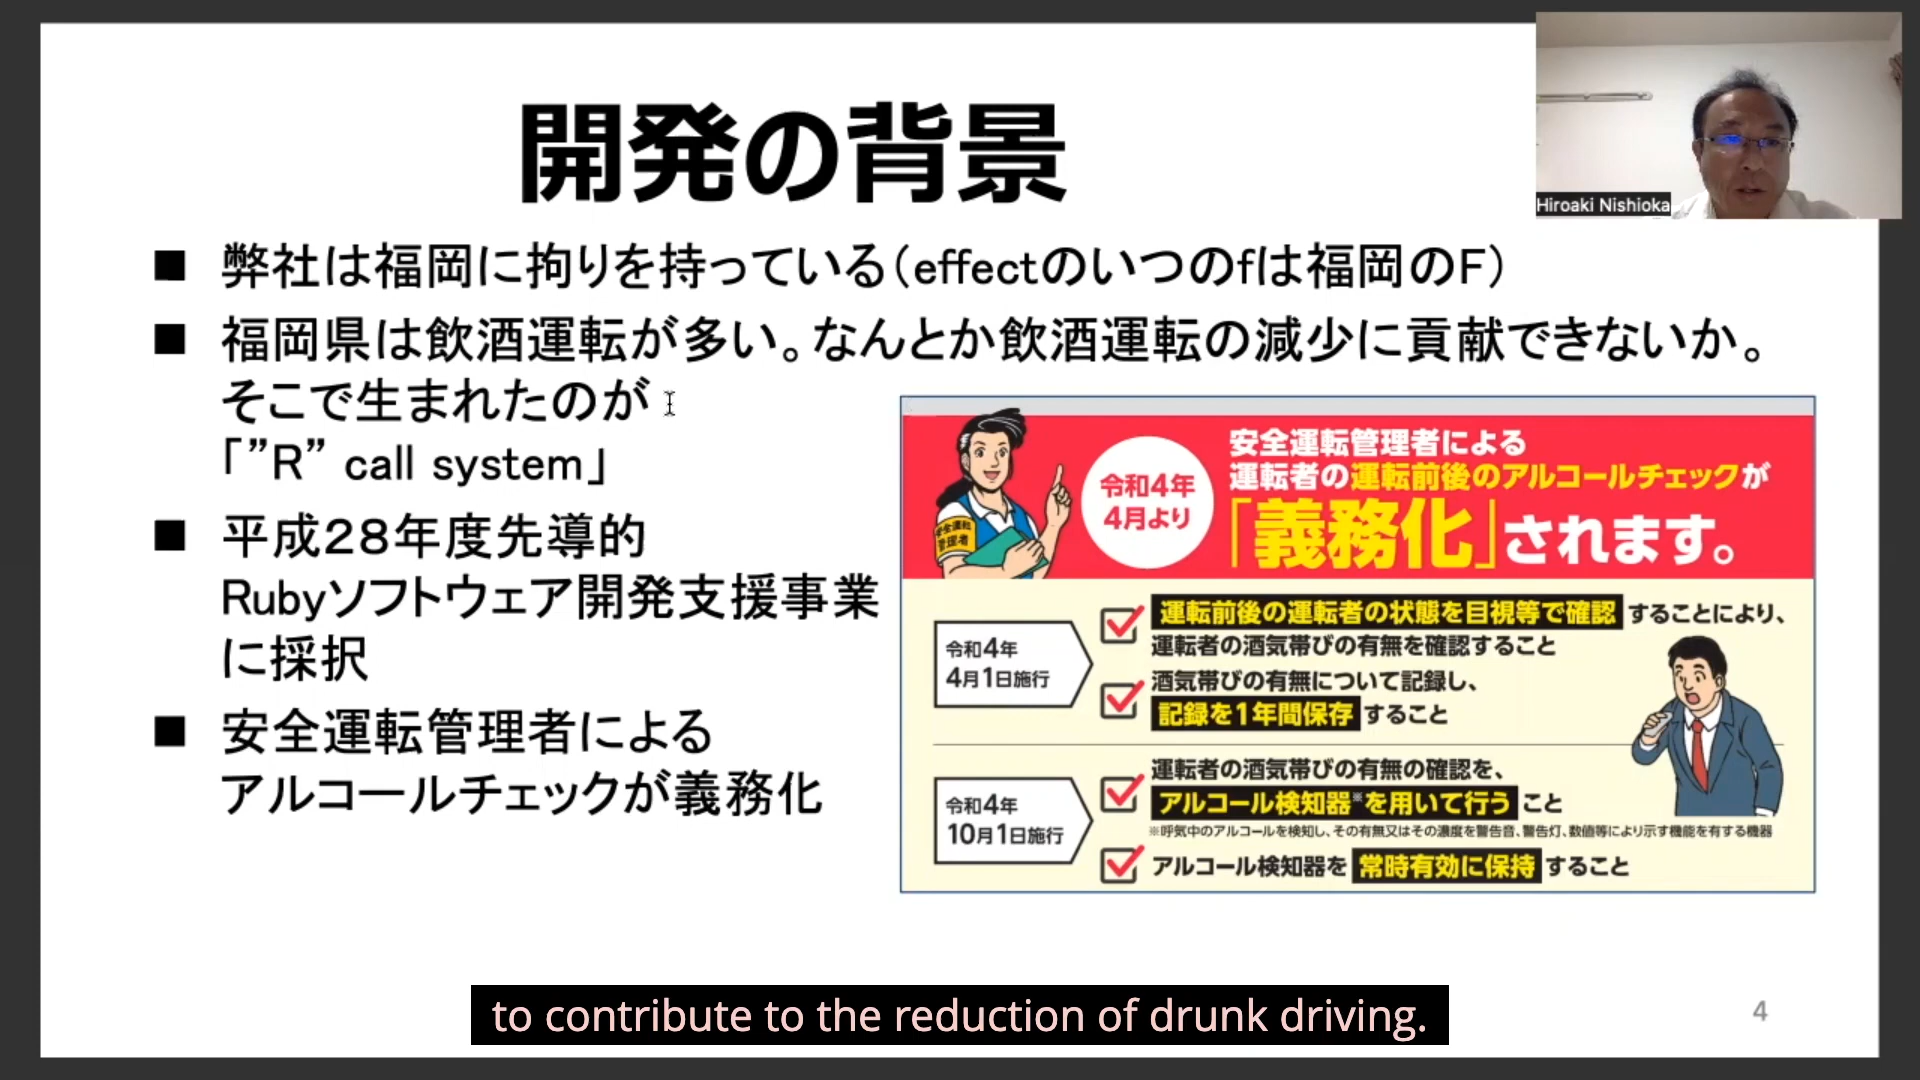 開発の背景
Hiroaki Nishioka
■ 弊社は福岡に拘りを持っている（effectのいつのfは福岡のF）
■ 福岡県は飲酒運転が多い。なんとか飲酒運転の減少に貢献できないか。
そこで生まれたのが
「”R” call system」
■ 平成２８年度先導的
Rubyソフトウェア開発支援事業
に採択
■ 安全運転管理者による
アルコールチェックが義務化
安全運転管理者
令和4年
4月より
安全運転管理者による
運転者の運転前後のアルコールチェックが
「義務化」されます。
令和4年
4月1日施行
運転前後の運転者の状態を目視等で確認することにより、
運転者の酒気帯びの有無を確認すること
酒気帯びの有無について記録し、
記録を1年間保存すること
令和4年
10月1日施行
運転者の酒気帯びの有無の確認を、
アルコール検知器※を用いて行うこと
※呼気中のアルコールを検知し、その有無又はその濃度を警告音、警告灯、数値等により示す機能を有する機器
アルコール検知器を常時有効に保持すること
to contribute to the reduction of drunk driving.
4